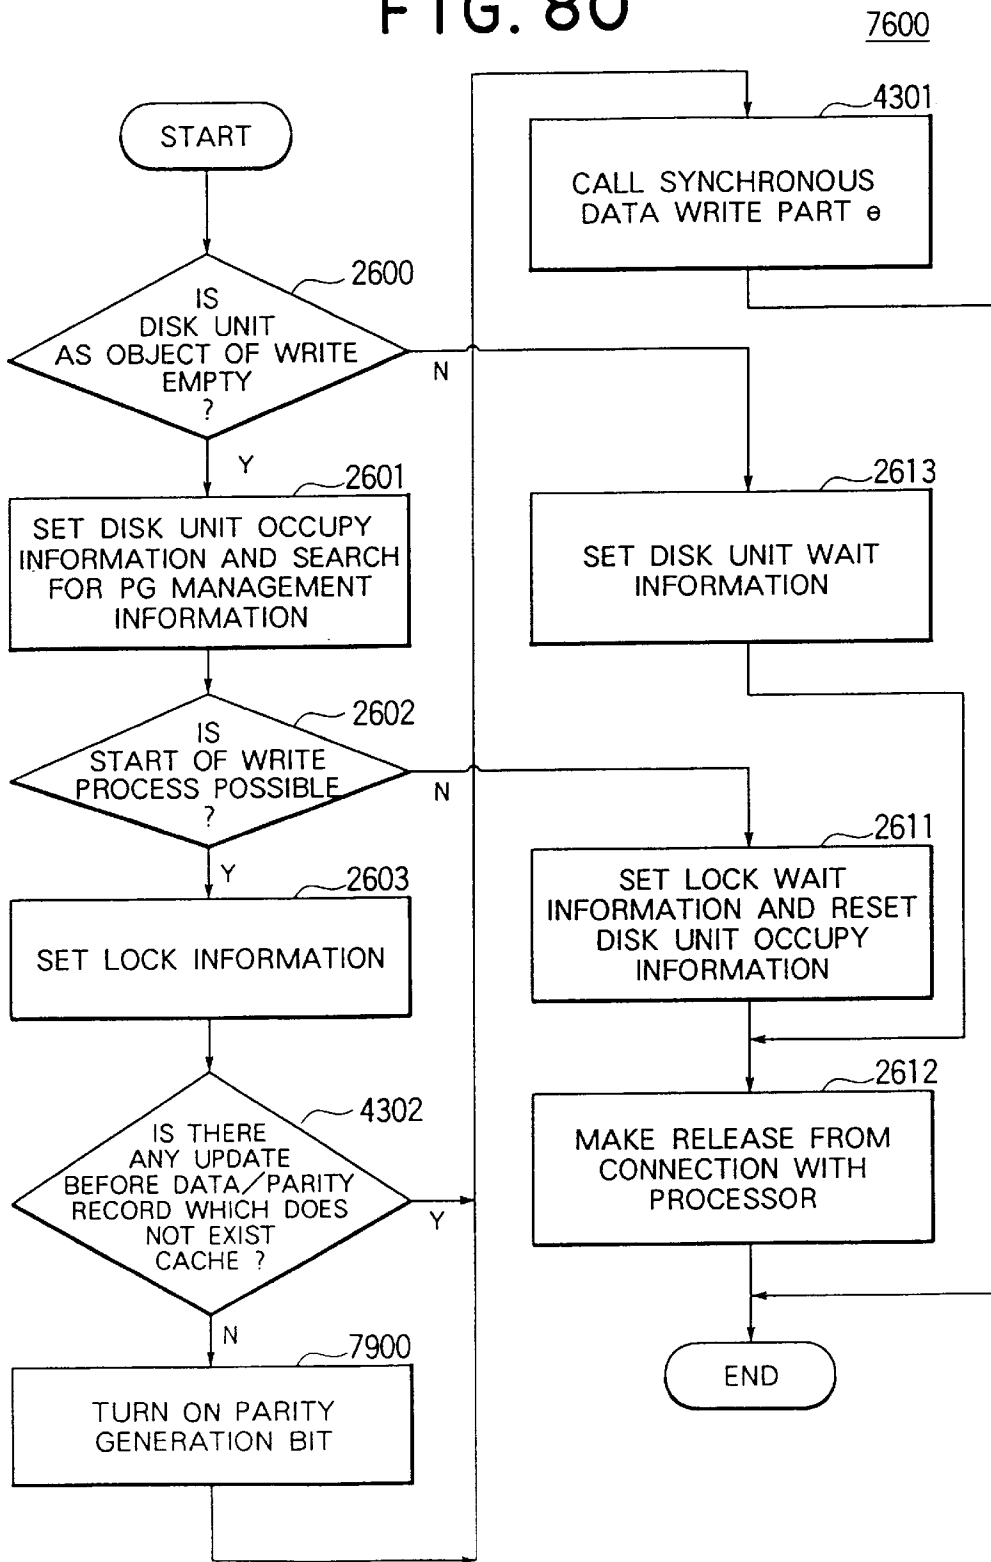 FIG. 80
7600
START
2600
IS
DISK UNIT
AS OBJECT OF WRITE
EMPTY
?
N
Y
2601
SET DISK UNIT OCCUPY
INFORMATION AND SEARCH
FOR PG MANAGEMENT
INFORMATION
2602
IS
START OF WRITE
PROCESS POSSIBLE
?
N
Y
2603
SET LOCK INFORMATION
4302
IS THERE
ANY UPDATE
BEFORE DATA/PARITY
RECORD WHICH DOES
NOT EXIST
CACHE ?
Y
N
7900
TURN ON PARITY
GENERATION BIT
4301
CALL SYNCHRONOUS
DATA WRITE PART e
2613
SET DISK UNIT WAIT
INFORMATION
2611
SET LOCK WAIT
INFORMATION AND RESET
DISK UNIT OCCUPY
INFORMATION
2612
MAKE RELEASE FROM
CONNECTION WITH
PROCESSOR
END